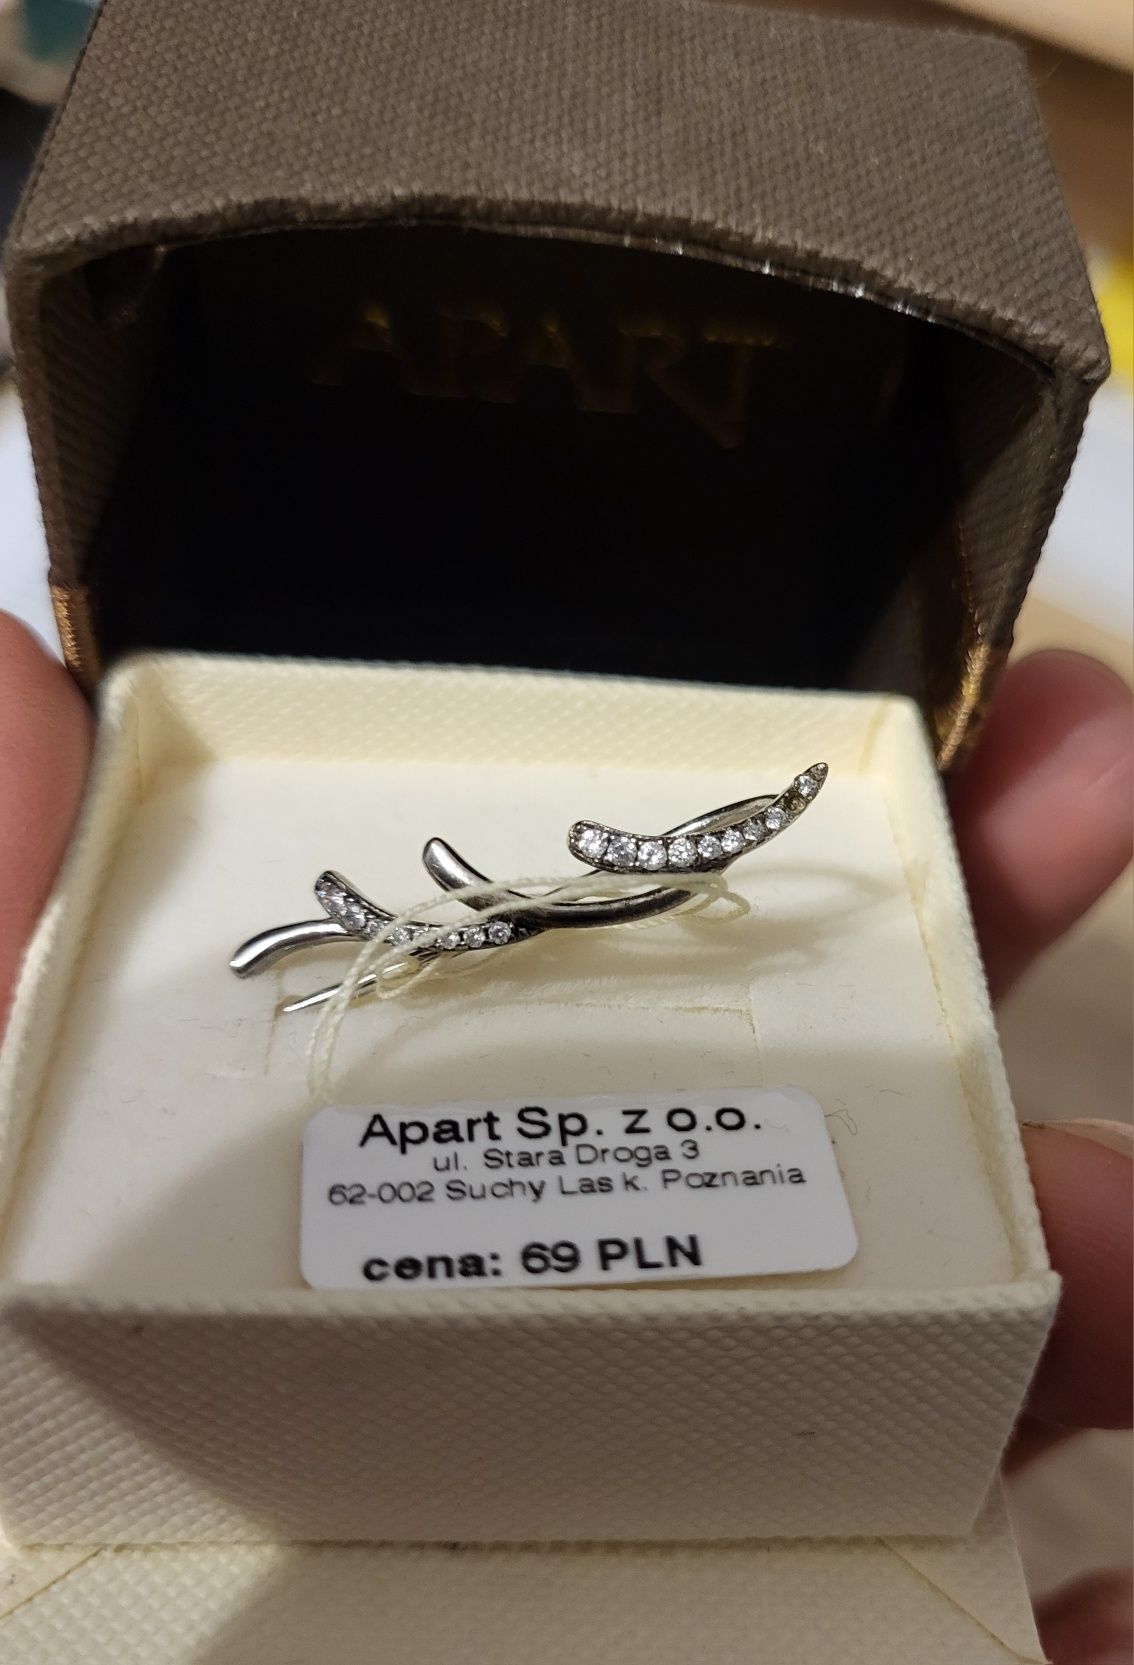 APART
Apart Sp. z o.o.
ul. Stara Droga 3
62-002 Suchy Las k. Poznania
cena: 69 PLN